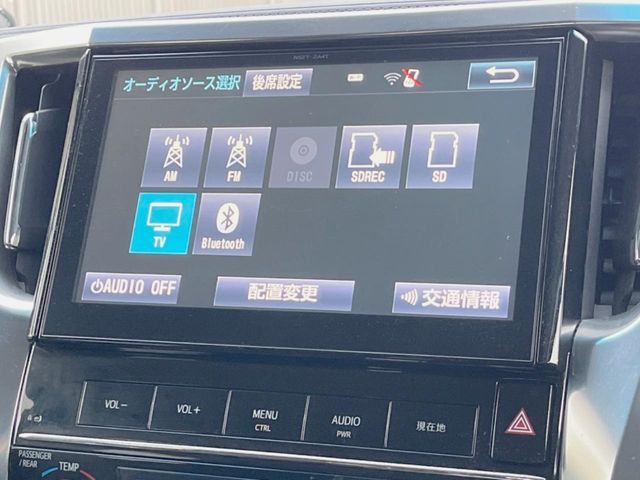 NSZT-ZA4T
オーディオソース選択 後席設定
AM FM DISC SDREC SD
TV Bluetooth
AUDIO OFF 配置変更 交通情報
VOL− VOL+ MENU CTRL AUDIO PWR 現在地
PASSENGER /REAR TEMP